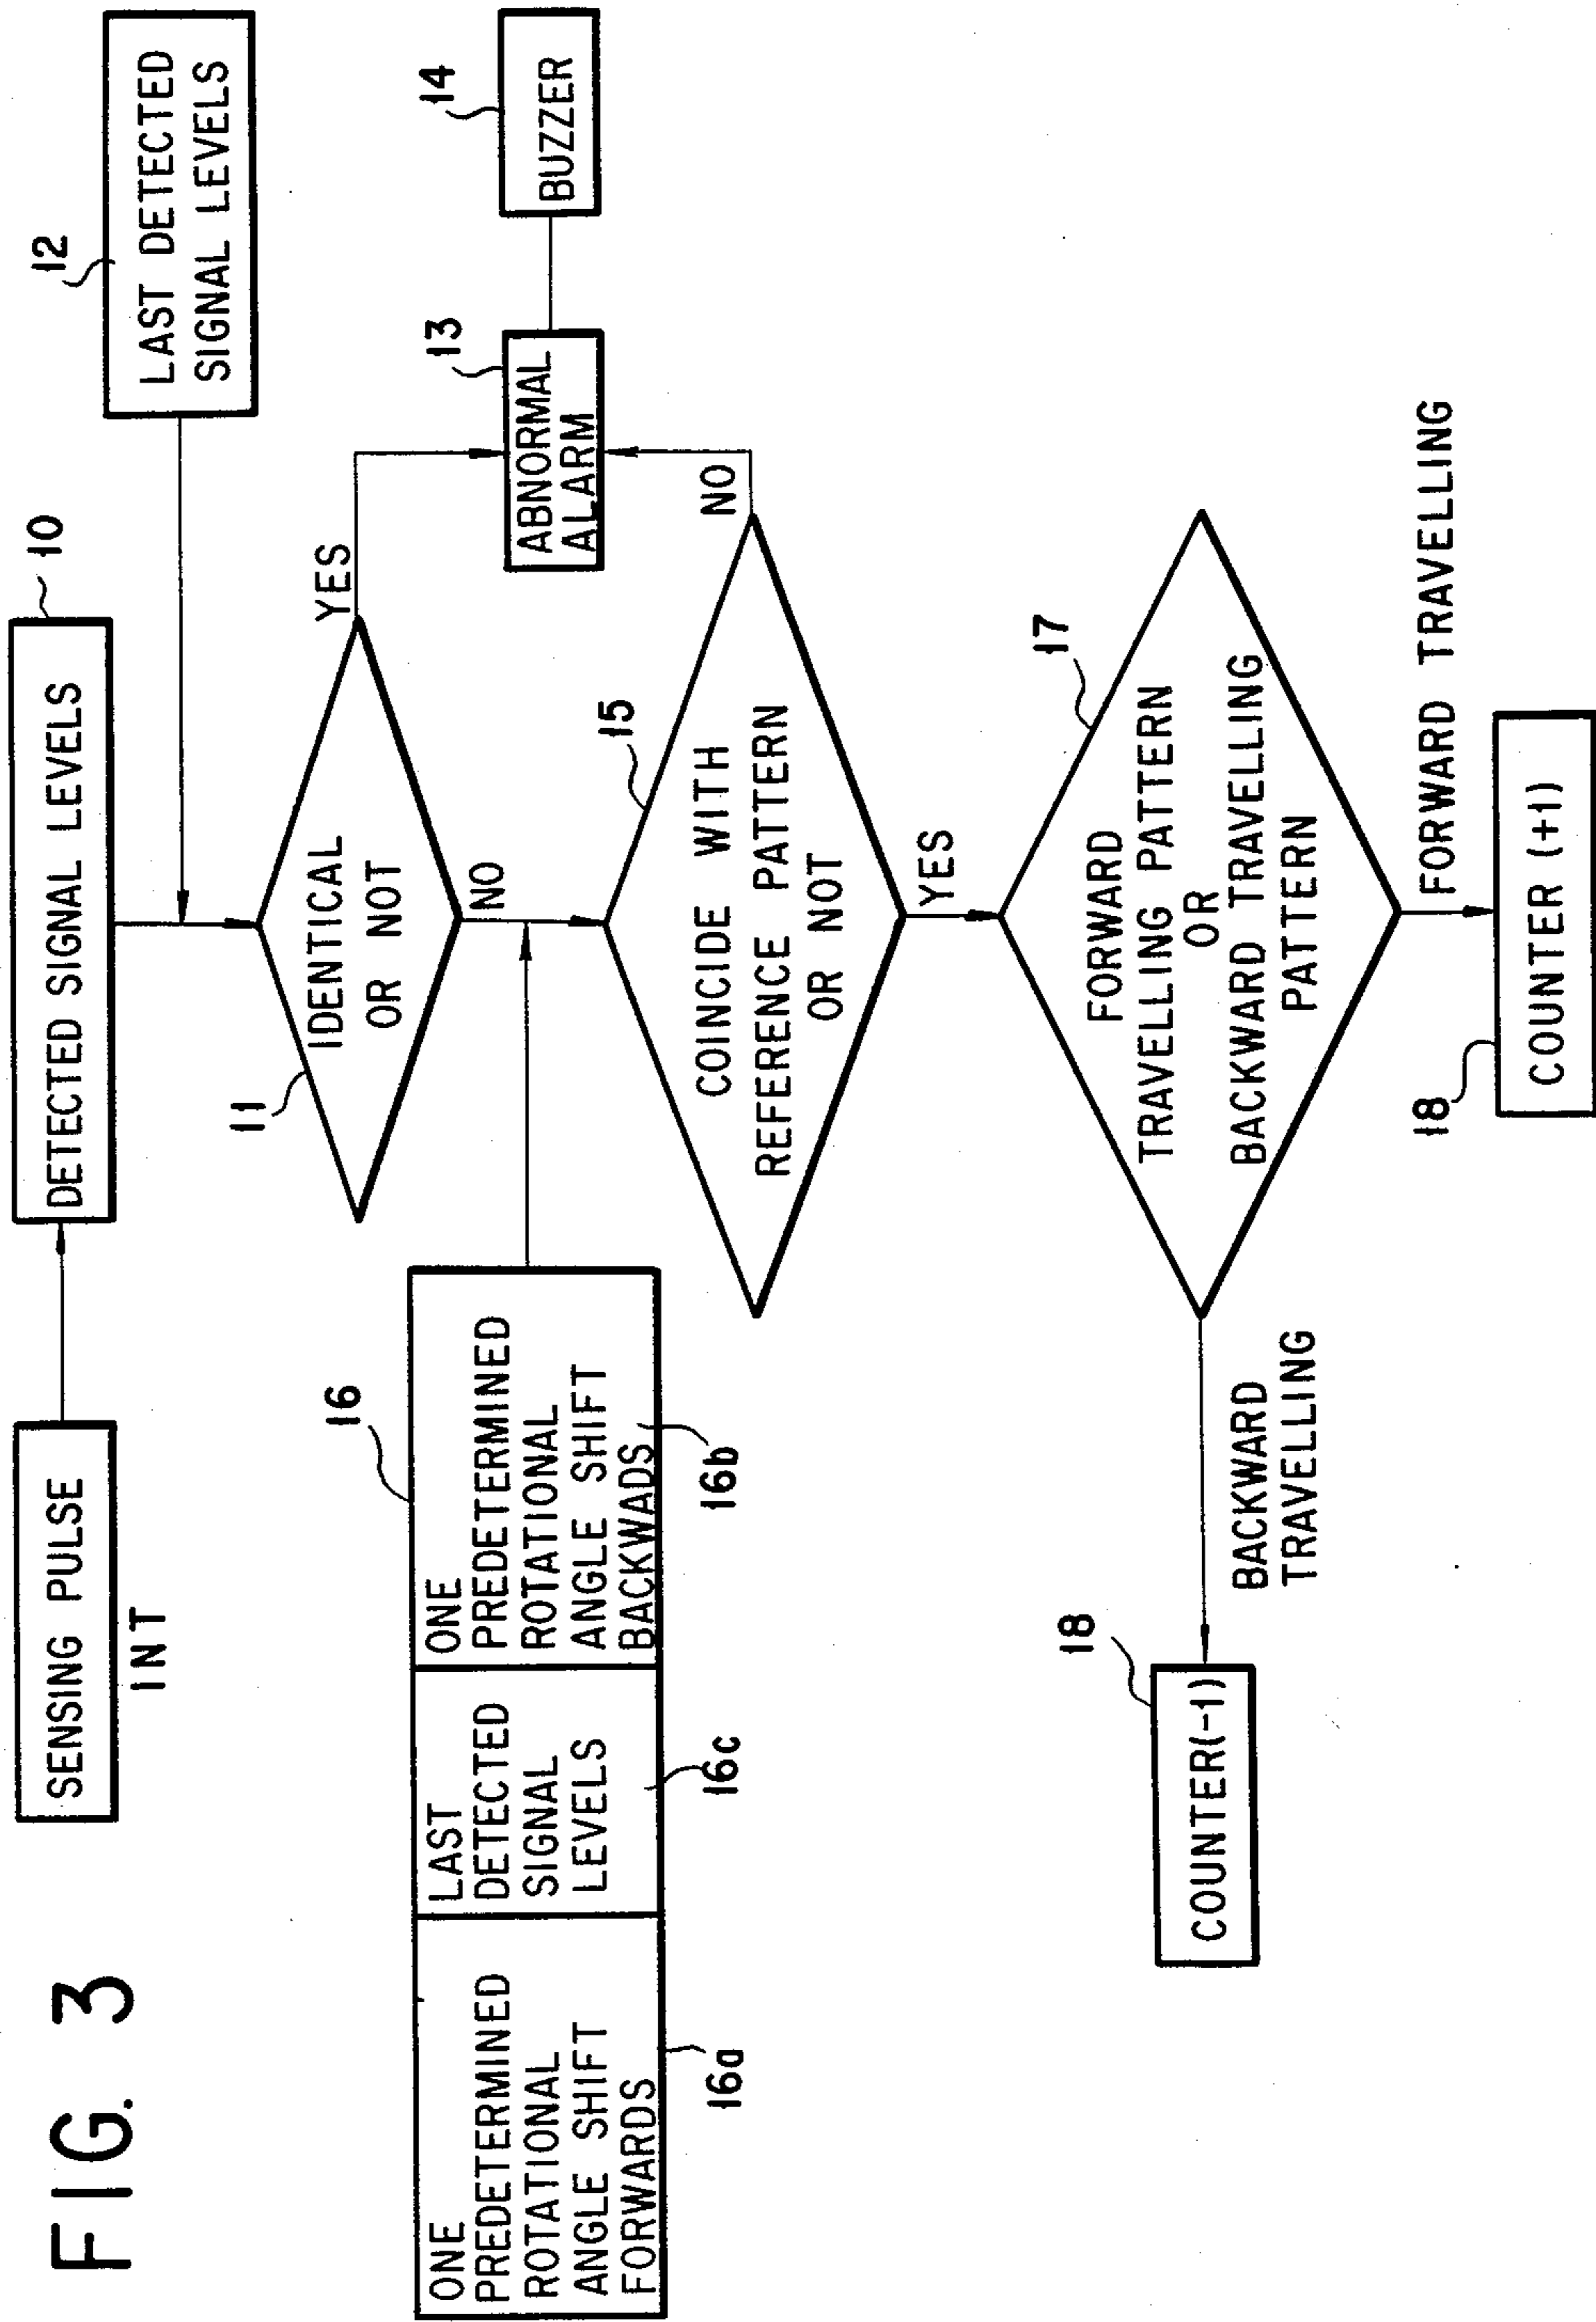 FIG. 3
SENSING PULSE
INT
DETECTED SIGNAL LEVELS
10
12
LAST DETECTED
SIGNAL LEVELS
11
IDENTICAL
OR NOT
YES
NO
13
ABNORMAL
ALARM
14
BUZZER
16
ONE
PREDETERMINED
ROTATIONAL
ANGLE SHIFT
FORWARDS
16a
LAST
DETECTED
SIGNAL
LEVELS
16c
ONE
PREDETERMINED
ROTATIONAL
ANGLE SHIFT
BACKWADS
16b
15
COINCIDE WITH
REFERENCE PATTERN
OR NOT
NO
YES
17
FORWARD
TRAVELLING PATTERN
OR
BACKWARD TRAVELLING
PATTERN
BACKWARD
TRAVELLING
18
COUNTER(-1)
FORWARD TRAVELLING
18
COUNTER (+1)